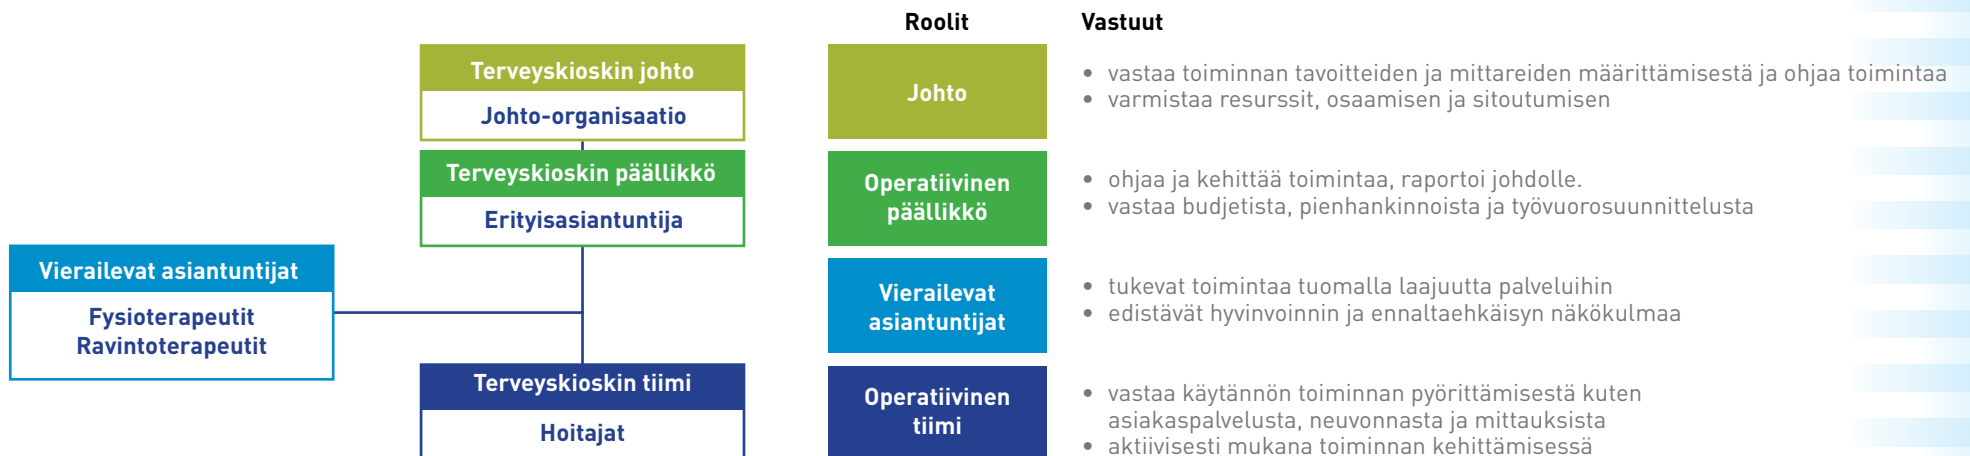 Terveyskioskin johto
Johto-organisaatio
Terveyskioskin päällikkö
Erityisasiantuntija
Vierailevat asiantuntijat
Fysioterapeutit
Ravintoterapeutit
Terveyskioskin tiimi
Hoitajat
Roolit
Vastuut
Johto
• vastaa toiminnan tavoitteiden ja mittareiden määrittämisestä ja ohjaa toimintaa
• varmistaa resurssit, osaamisen ja sitoutumisen
Operatiivinen
päällikkö
• ohjaa ja kehittää toimintaa, raportoi johdolle.
• vastaa budjetista, pienhankinnoista ja työvuorosuunnittelusta
Vierailevat
asiantuntijat
• tukevat toimintaa tuomalla laajuutta palveluihin
• edistävät hyvinvoinnin ja ennaltaehkäisyn näkökulmaa
Operatiivinen
tiimi
• vastaa käytännön toiminnan pyörittämisestä kuten
asiakaspalvelusta, neuvonnasta ja mittauksista
• aktiivisesti mukana toiminnan kehittämisessä